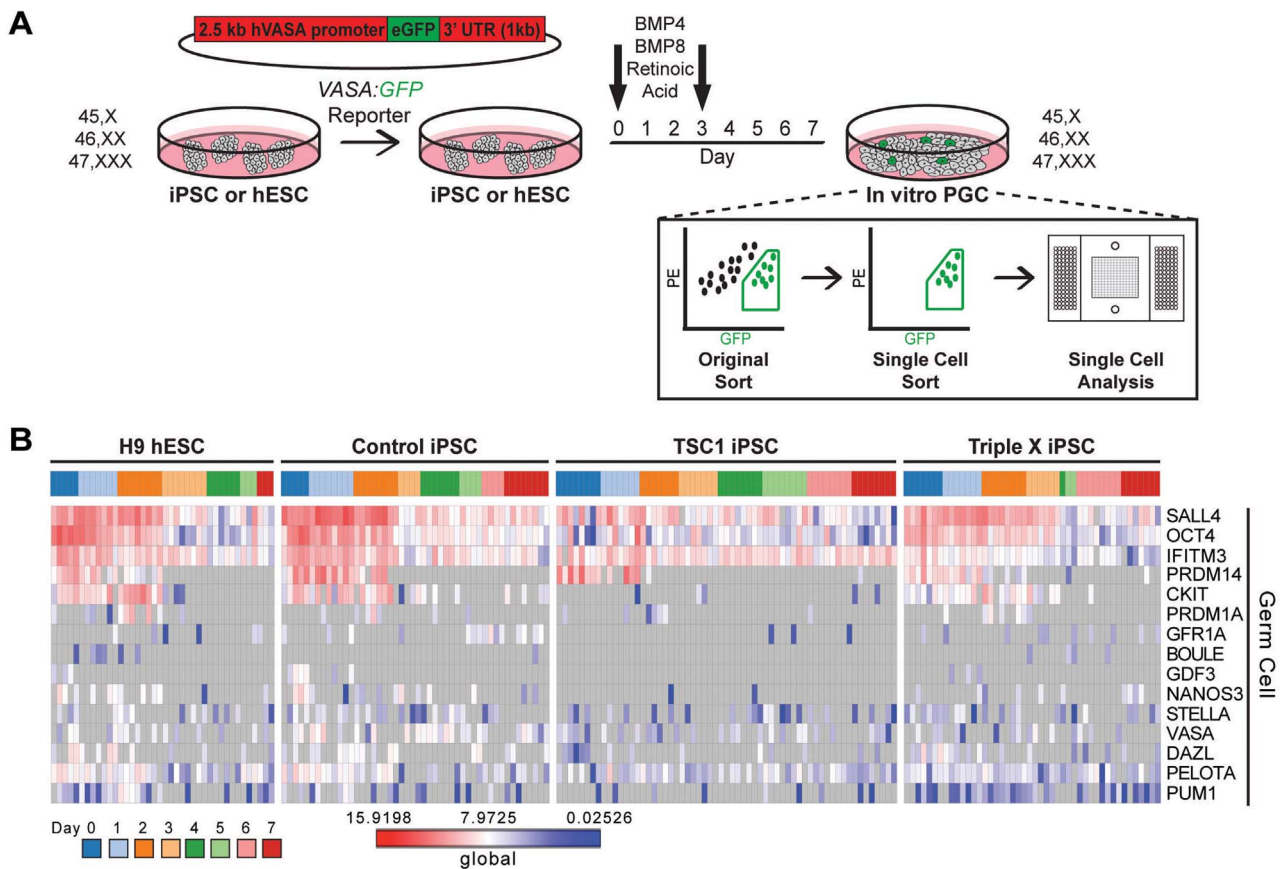 A
2.5 kb hVASA promoter eGFP 3' UTR (1kb)
VASA:GFP
Reporter
BMP4
BMP8
Retinoic
Acid
45,X
46,XX
47,XXX
0 1 2 3 4 5 6 7
Day
45,X
46,XX
47,XXX
iPSC or hESC
iPSC or hESC
In vitro PGC
PE
GFP
Original
Sort
PE
GFP
Single Cell
Sort
Single Cell
Analysis
B
H9 hESC
Control iPSC
TSC1 iPSC
Triple X iPSC
SALL4
OCT4
IFITM3
PRDM14
CKIT
PRDM1A
GFR1A
BOULE
GDF3
NANOS3
STELLA
VASA
DAZL
PELOTA
PUM1
Germ Cell
Day 0 1 2 3 4 5 6 7
15.9198 7.9725 0.02526
global